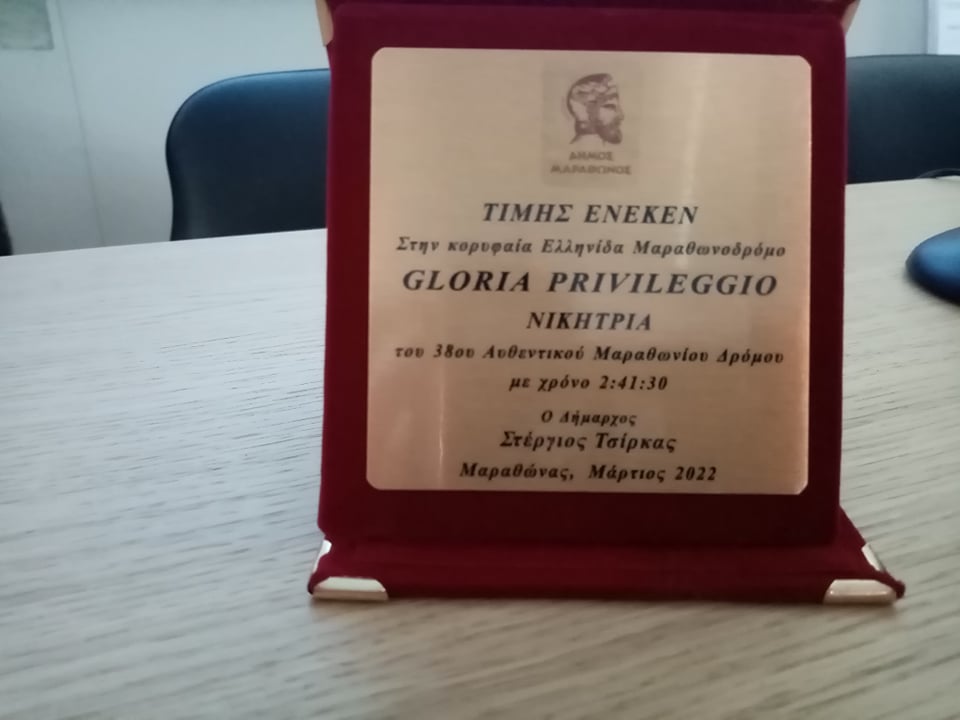 ΔΗΜΟΣ
ΜΑΡΑΘΩΝΟΣ
ΤΙΜΗΣ ΕΝΕΚΕΝ
Στην κορυφαία Ελληνίδα Μαραθωνοδρόμο
GLORIA PRIVILEGGIO
ΝΙΚΗΤΡΙΑ
του 38ου Αυθεντικού Μαραθωνίου Δρόμου
με χρόνο 2:41:30
Ο Δήμαρχος
Στέργιος Τσίρκας
Μαραθώνας, Μάρτιος 2022